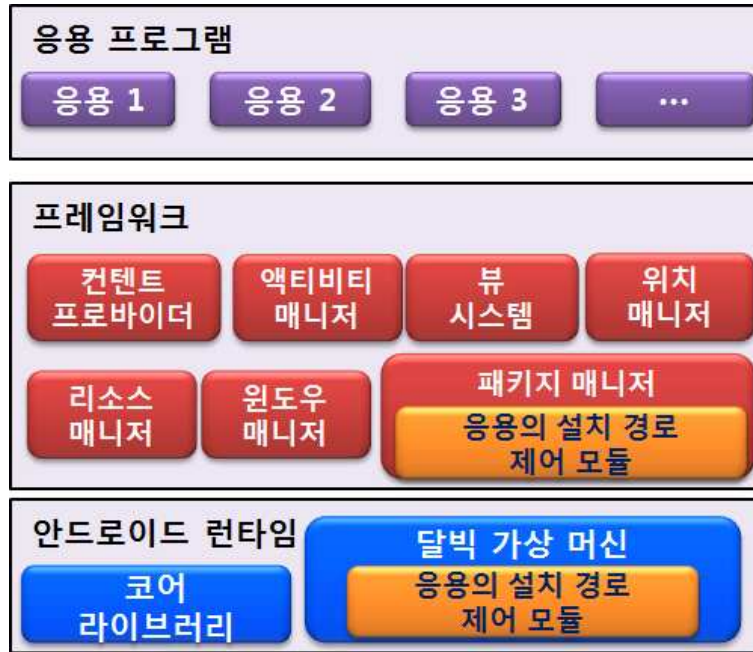 응용 프로그램
응용 1
응용 2
응용 3
...
프레임워크
컨텐트
프로바이더
액티비티
매니저
뷰
시스템
위치
매니저
리소스
매니저
윈도우
매니저
패키지 매니저
응용의 설치 경로
제어 모듈
안드로이드 런타임
코어
라이브러리
달빅 가상 머신
응용의 설치 경로
제어 모듈